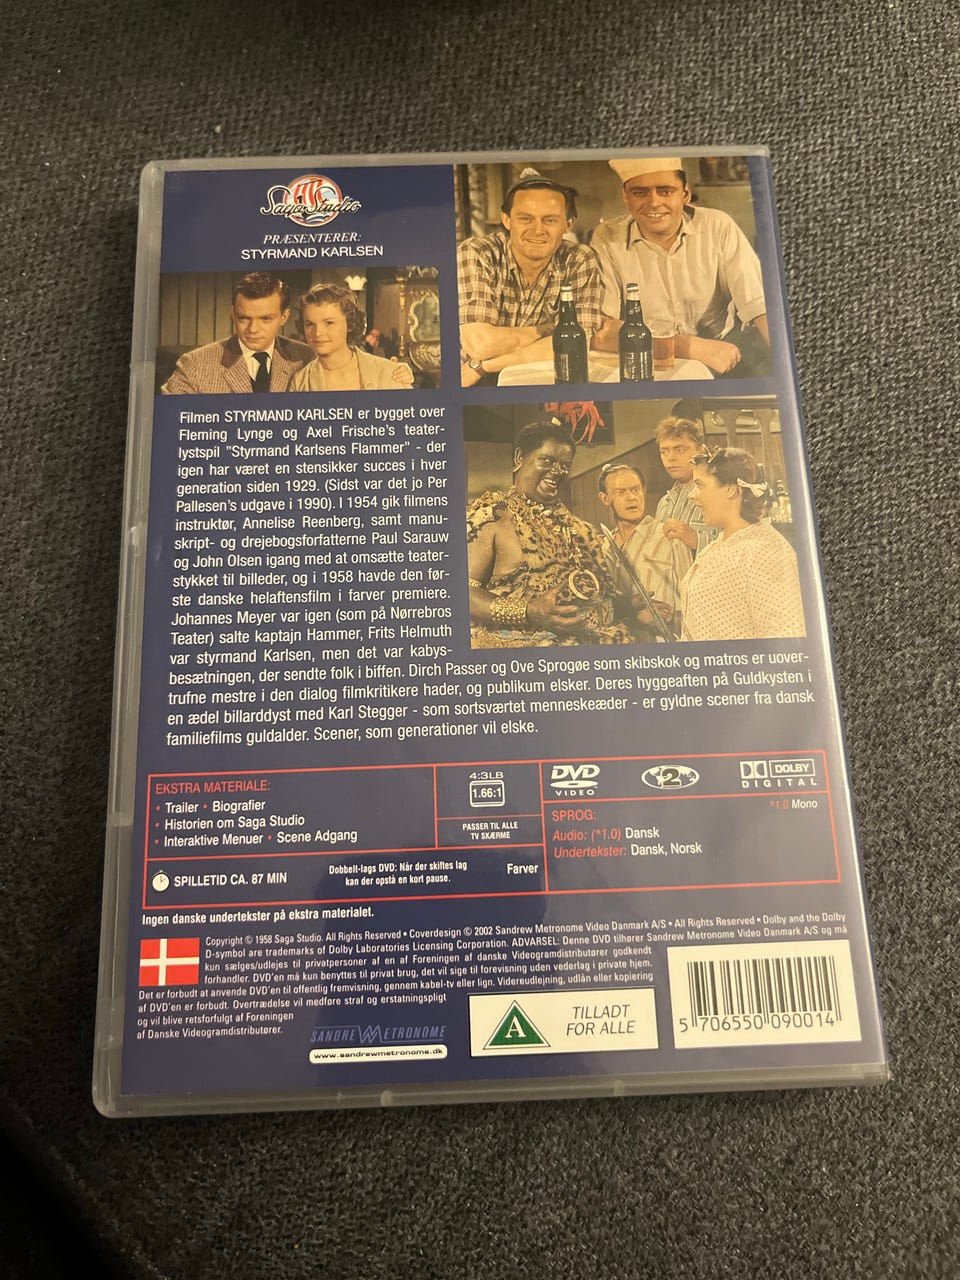 Saga Studio
PRÆSENTERER:
STYRMAND KARLSEN
Filmen STYRMAND KARLSEN er bygget over
Fleming Lynge og Axel Frische's teater-
lystspil "Styrmand Karlsens Flammer" - der
igen har været en stensikker succes i hver
generation siden 1929. (Sidst var det jo Per
Pallesen's udgave i 1990). I 1954 gik filmens
instruktør, Annelise Reenberg, samt manu-
skript- og drejebogsforfatterne Paul Sarauw
og John Olsen igang med at omsætte teater-
stykket til billeder, og i 1958 havde den før-
ste danske helaftensfilm i farver premiere.
Johannes Meyer var igen (som på Nørrebros
Teater) salte kaptajn Hammer, Frits Helmuth
var styrmand Karlsen, men det var kabys-
besætningen, der sendte folk i biffen. Dirch Passer og Ove Sprogøe som skibskok og matros er uover-
trufne mestre i den dialog filmkritikere hader, og publikum elsker. Deres hyggeaften på Guldkysten i
en ædel billarddyst med Karl Stegger - som sortsværtet menneskeæder - er gyldne scener fra dansk
familiefilms guldalder. Scener, som generationer vil elske.
EKSTRA MATERIALE:
• Trailer • Biografier
• Historien om Saga Studio
• Interaktive Menuer • Scene Adgang
4:3LB
1.66:1
PASSER TIL ALLE
TV SKÆRME
DVD
VIDEO
2
DOLBY
DIGITAL
*1.0 Mono
SPROG:
Audio: (*1.0) Dansk
Undertekster: Dansk, Norsk
SPILLETID CA. 87 MIN
Dobbelt-lags DVD: Når der skiftes lag
kan der opstå en kort pause.
Farver
Ingen danske undertekster på ekstra materialet.
Copyright © 1958 Saga Studio. All Rights Reserved • Coverdesign © 2002 Sandrew Metronome Video Danmark A/S • All Rights Reserved • Dolby and the Dolby
D-symbol are trademarks of Dolby Laboratories Licensing Corporation. ADVARSEL: Denne DVD tilhører Sandrew Metronome Video Danmark A/S og må
kun sælges/udlejes til privatpersoner af en af Foreningen af danske Videogramdistributører godkendt
forhandler. DVD'en må kun benyttes til privat brug, det vil sige til forevisning uden vederlag i private hjem.
Det er forbudt at anvende DVD'en til offentlig fremvisning, gennem kabel-tv eller lign. Videreudlejning, udlån eller kopiering
af DVD'en er forbudt. Overtrædelse vil medføre straf og erstatningspligt
og vil blive retsforfulgt af Foreningen
af Danske Videogramdistributører.
SANDREW METRONOME
www.sandrewmetronome.dk
A
TILLADT
FOR ALLE
5 706550 090014